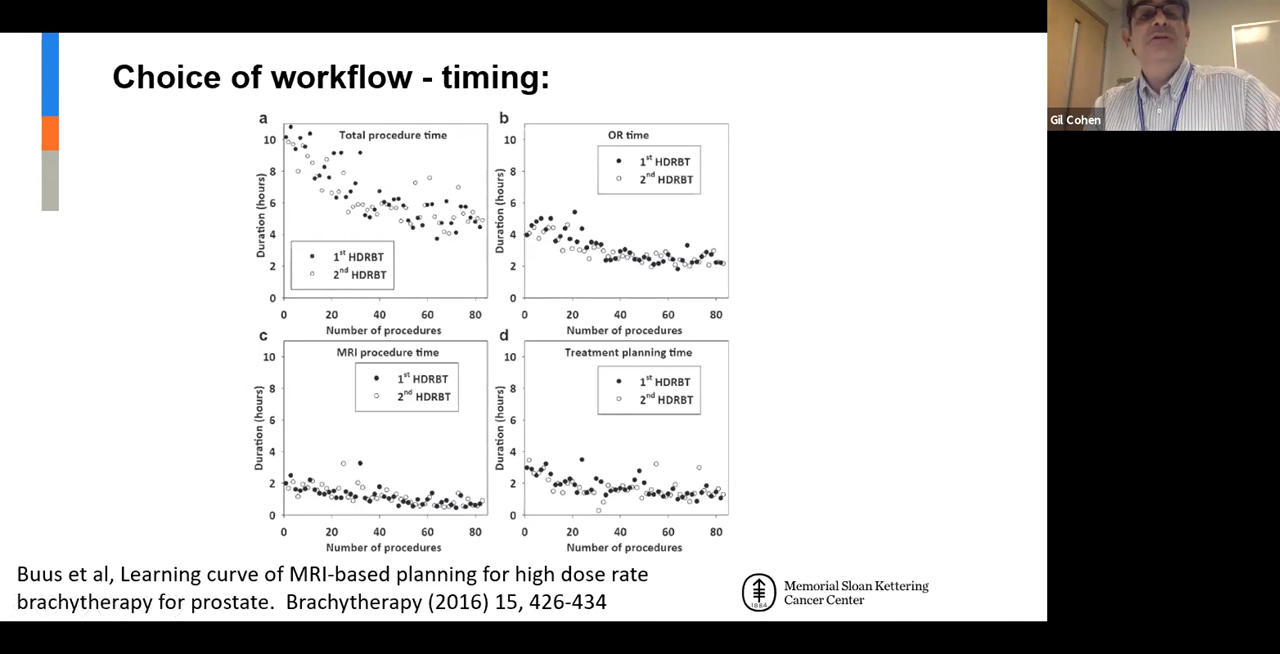 Choice of workflow - timing:
Gil Cohen
a
Total procedure time
10
8
6
4
2
0
Duration (hours)
1st HDRBT
2nd HDRBT
0 20 40 60 80
Number of procedures
b
OR time
10
8
6
4
2
0
Duration (hours)
1st HDRBT
2nd HDRBT
0 20 40 60 80
Number of procedures
c
MRI procedure time
10
8
6
4
2
0
Duration (hours)
1st HDRBT
2nd HDRBT
0 20 40 60 80
Number of procedures
d
Treatment planning time
10
8
6
4
2
0
Duration (hours)
1st HDRBT
2nd HDRBT
0 20 40 60 80
Number of procedures
Buus et al, Learning curve of MRI-based planning for high dose rate
brachytherapy for prostate. Brachytherapy (2016) 15, 426-434
1884
Memorial Sloan Kettering
Cancer Center